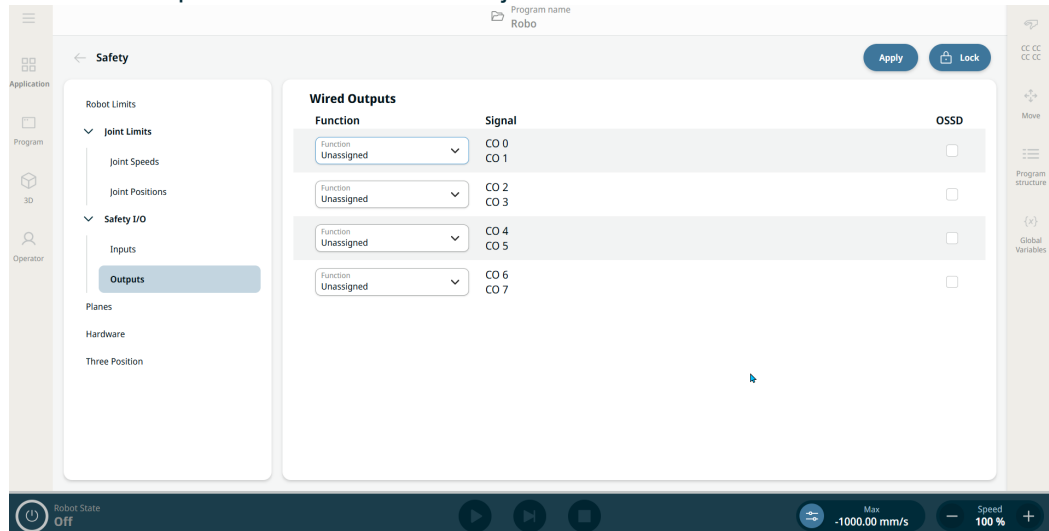 Program name
Robo
Safety
Apply
Lock
Application
Program
3D
Operator
Robot Limits
Joint Limits
Joint Speeds
Joint Positions
Safety I/O
Inputs
Outputs
Planes
Hardware
Three Position
Wired Outputs
Function Signal OSSD
Function
Unassigned
CO 0
CO 1
Function
Unassigned
CO 2
CO 3
Function
Unassigned
CO 4
CO 5
Function
Unassigned
CO 6
CO 7
CC CC
CC CC
Move
Program
structure
{x}
Global
Variables
Robot State
Off
Max
-1000.00 mm/s
Speed
100 %